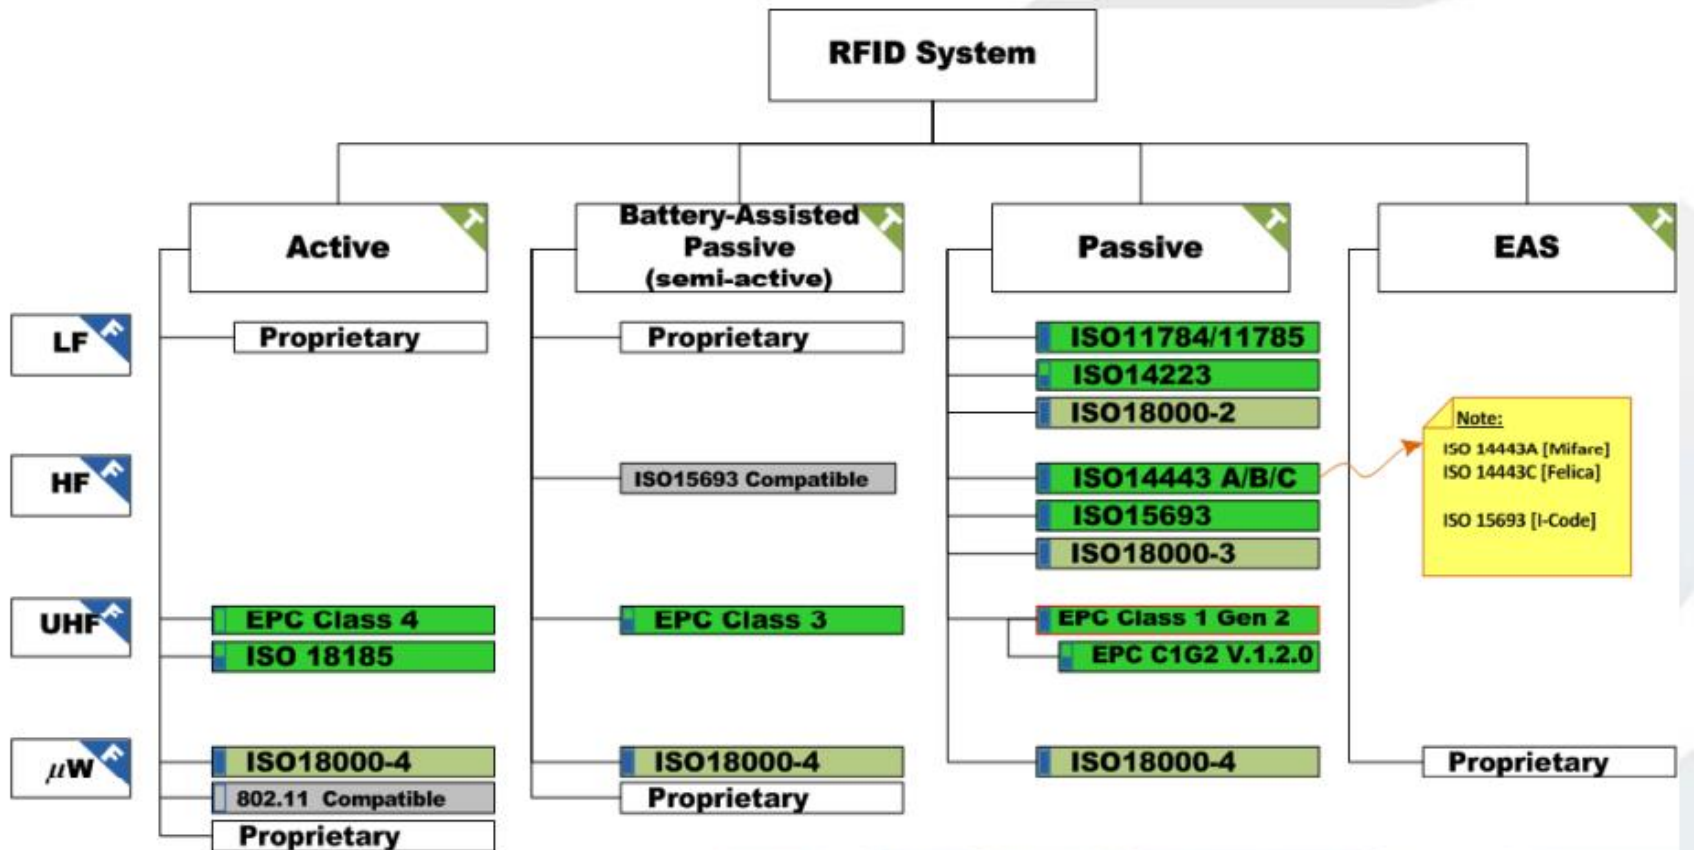 RFID System
Active
T
Battery-Assisted
Passive
(semi-active)
T
Passive
T
EAS
T
LF
F
Proprietary
Proprietary
ISO11784/11785
ISO14223
ISO18000-2
HF
F
ISO15693 Compatible
ISO14443 A/B/C
ISO15693
ISO18000-3
Note:
ISO 14443A [Mifare]
ISO 14443C [Felica]
ISO 15693 [I-Code]
UHF
F
EPC Class 4
ISO 18185
EPC Class 3
EPC Class 1 Gen 2
EPC C1G2 V.1.2.0
μW
F
ISO18000-4
802.11 Compatible
Proprietary
ISO18000-4
Proprietary
ISO18000-4
Proprietary